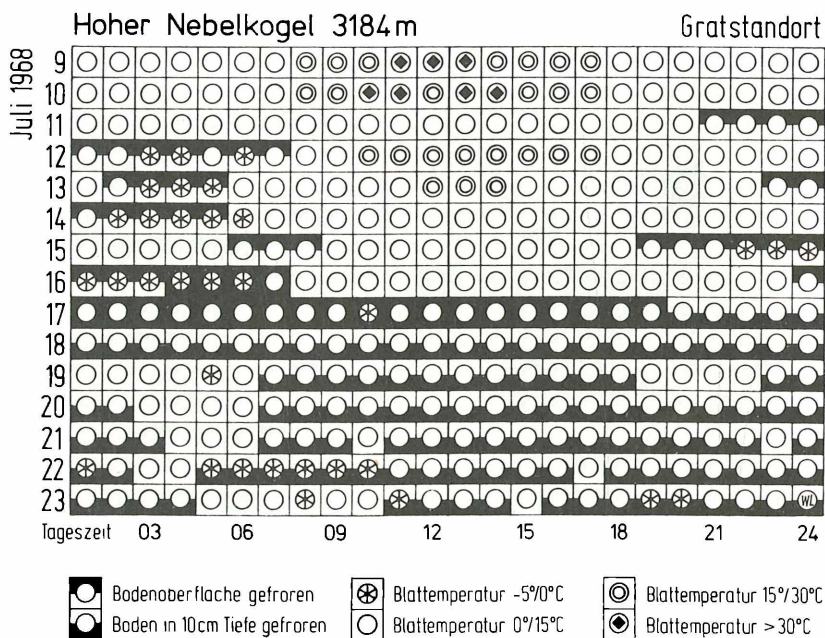 Hoher Nebelkogel 3184m Gratstandort
Juli 1968
9
10
11
12
13
14
15
16
17
18
19
20
21
22
23
WL
Tageszeit 03 06 09 12 15 18 21 24
Bodenoberfläche gefroren Blattemperatur -5°/0°C Blattemperatur 15°/30°C
Boden in 10cm Tiefe gefroren Blattemperatur 0°/15°C Blattemperatur >30°C